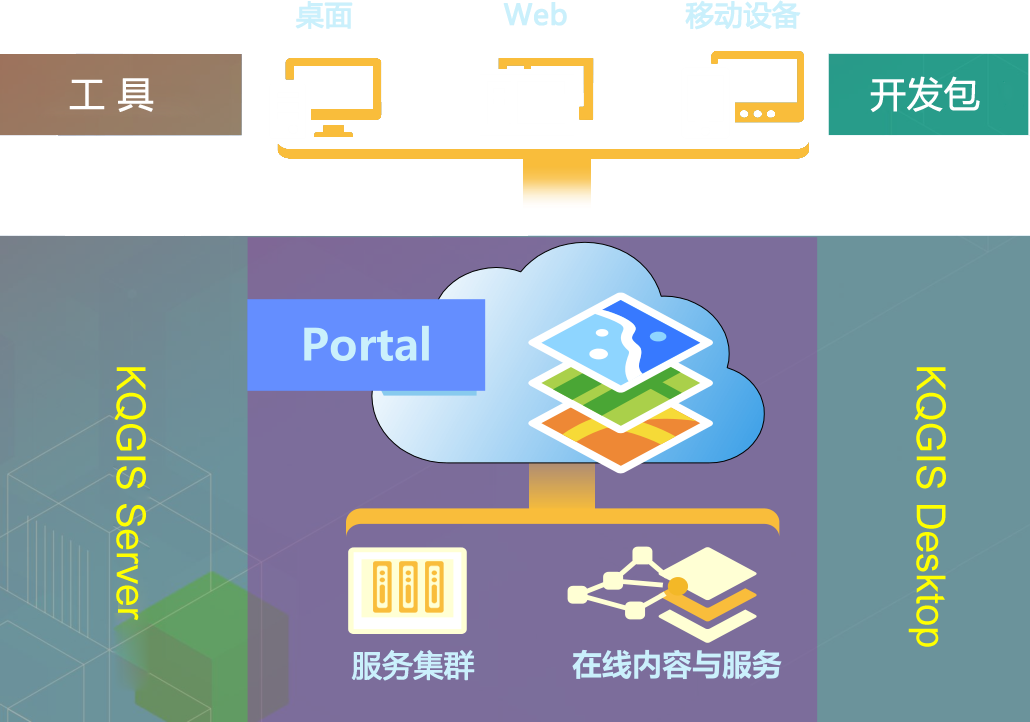 桌面
Web
移动设备
工具
开发包
Portal
KQGIS Server
KQGIS Desktop
服务集群
在线内容与服务